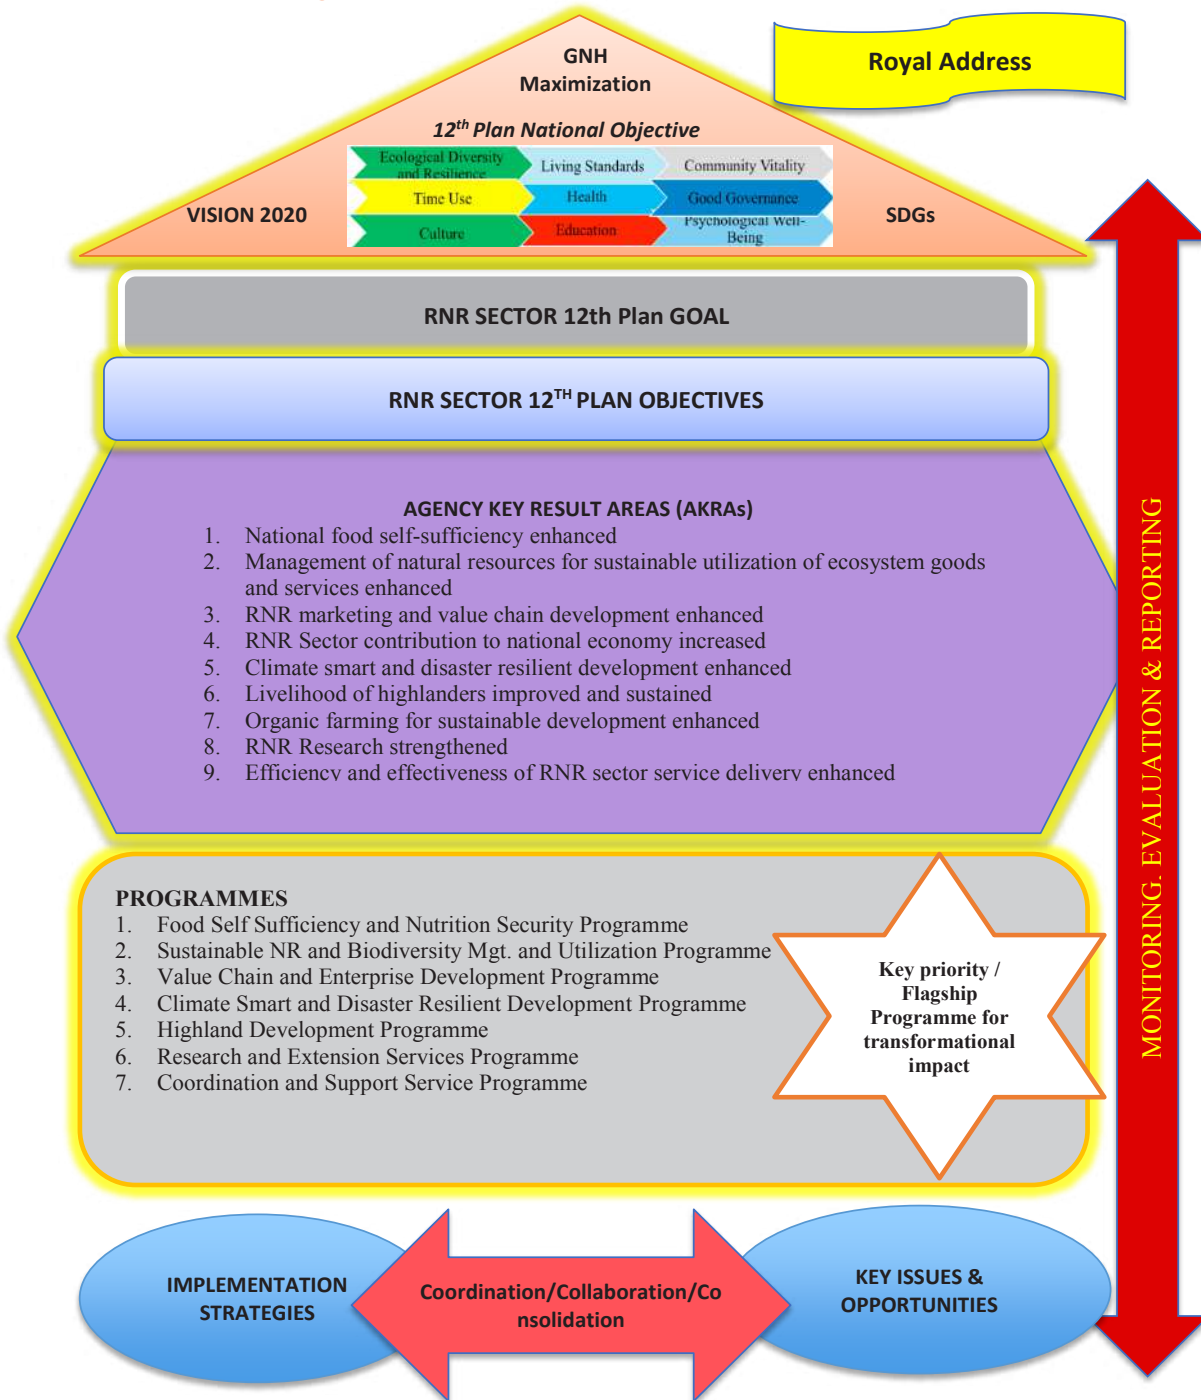 GNH
Maximization
Royal Address
12th Plan National Objective
Ecological Diversity
and Resilience
Living Standards
Community Vitality
Time Use
Health
Good Governance
Culture
Education
Psychological Well-
Being
VISION 2020
SDGs
RNR SECTOR 12th Plan GOAL
RNR SECTOR 12TH PLAN OBJECTIVES
AGENCY KEY RESULT AREAS (AKRAs)
1. National food self-sufficiency enhanced
2. Management of natural resources for sustainable utilization of ecosystem goods
and services enhanced
3. RNR marketing and value chain development enhanced
4. RNR Sector contribution to national economy increased
5. Climate smart and disaster resilient development enhanced
6. Livelihood of highlanders improved and sustained
7. Organic farming for sustainable development enhanced
8. RNR Research strengthened
9. Efficiency and effectiveness of RNR sector service delivery enhanced
MONITORING. EVALUATION & REPORTING
PROGRAMMES
1. Food Self Sufficiency and Nutrition Security Programme
2. Sustainable NR and Biodiversity Mgt. and Utilization Programme
3. Value Chain and Enterprise Development Programme
4. Climate Smart and Disaster Resilient Development Programme
5. Highland Development Programme
6. Research and Extension Services Programme
7. Coordination and Support Service Programme
Key priority /
Flagship
Programme for
transformational
impact
IMPLEMENTATION
STRATEGIES
Coordination/Collaboration/Co
nsolidation
KEY ISSUES &
OPPORTUNITIES